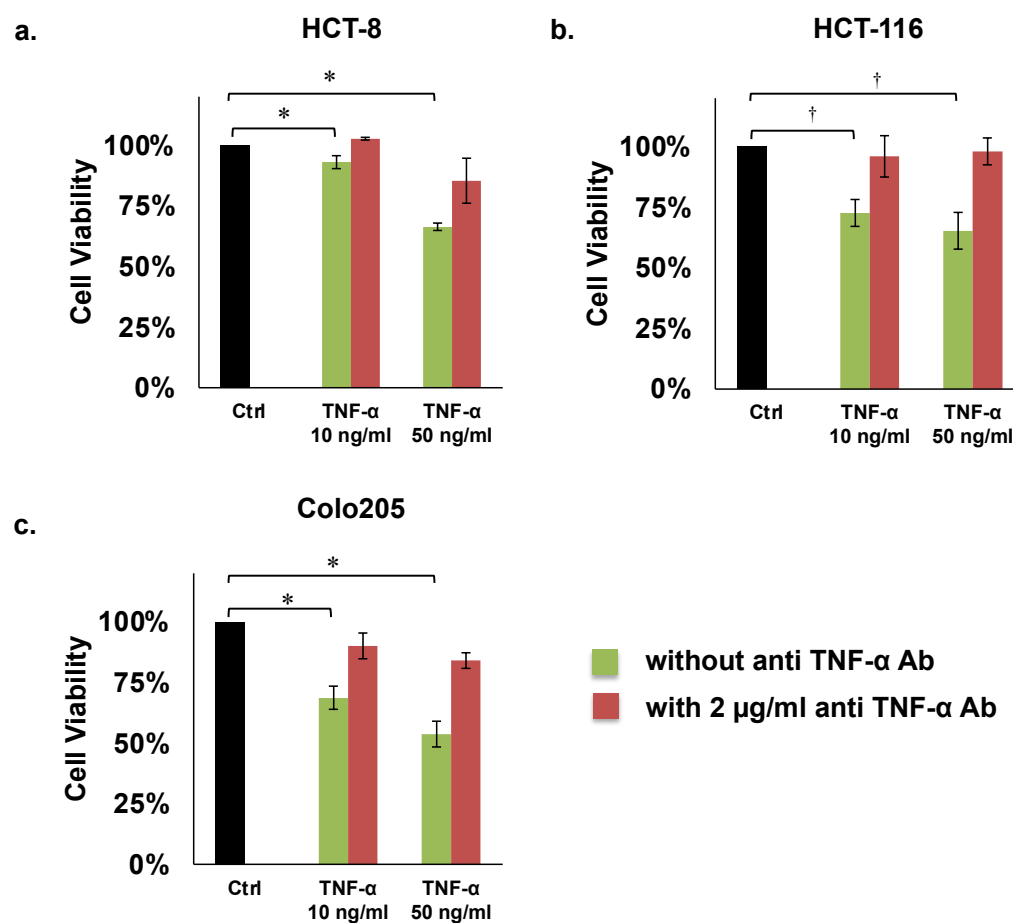 a.
HCT-8
*
*
Cell Viability
100%
75%
50%
25%
0%
Ctrl
TNF-α
10 ng/ml
TNF-α
50 ng/ml
b.
HCT-116
†
†
Cell Viability
100%
75%
50%
25%
0%
Ctrl
TNF-α
10 ng/ml
TNF-α
50 ng/ml
c.
Colo205
*
*
Cell Viability
100%
75%
50%
25%
0%
Ctrl
TNF-α
10 ng/ml
TNF-α
50 ng/ml
without anti TNF-α Ab
with 2 µg/ml anti TNF-α Ab